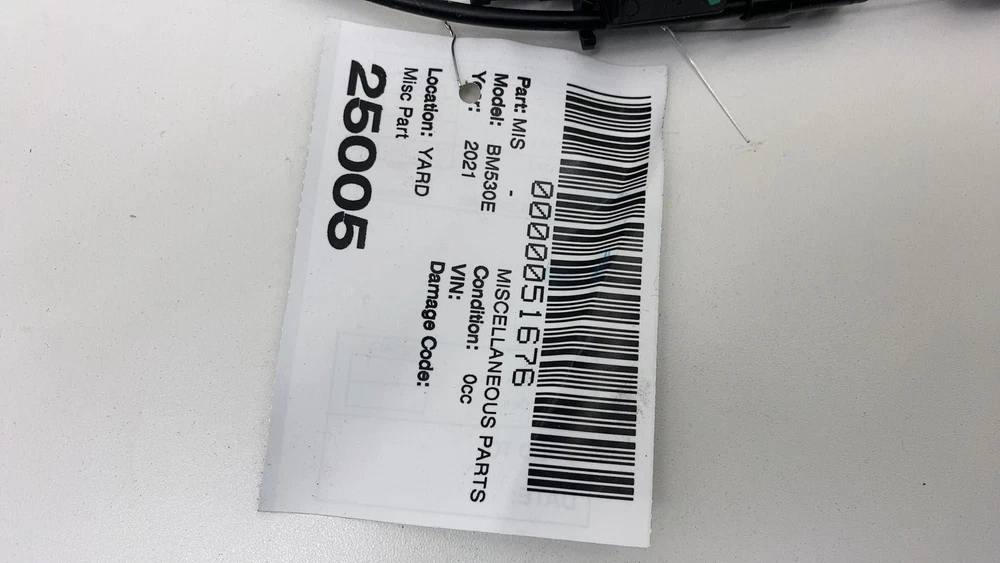 0000051676
Part: MIS - MISCELLANEOUS PARTS
Model: BM530E Condition: 0cc
Year: 2021 VIN:
Location: YARD Damage Code:
Misc Part
25005